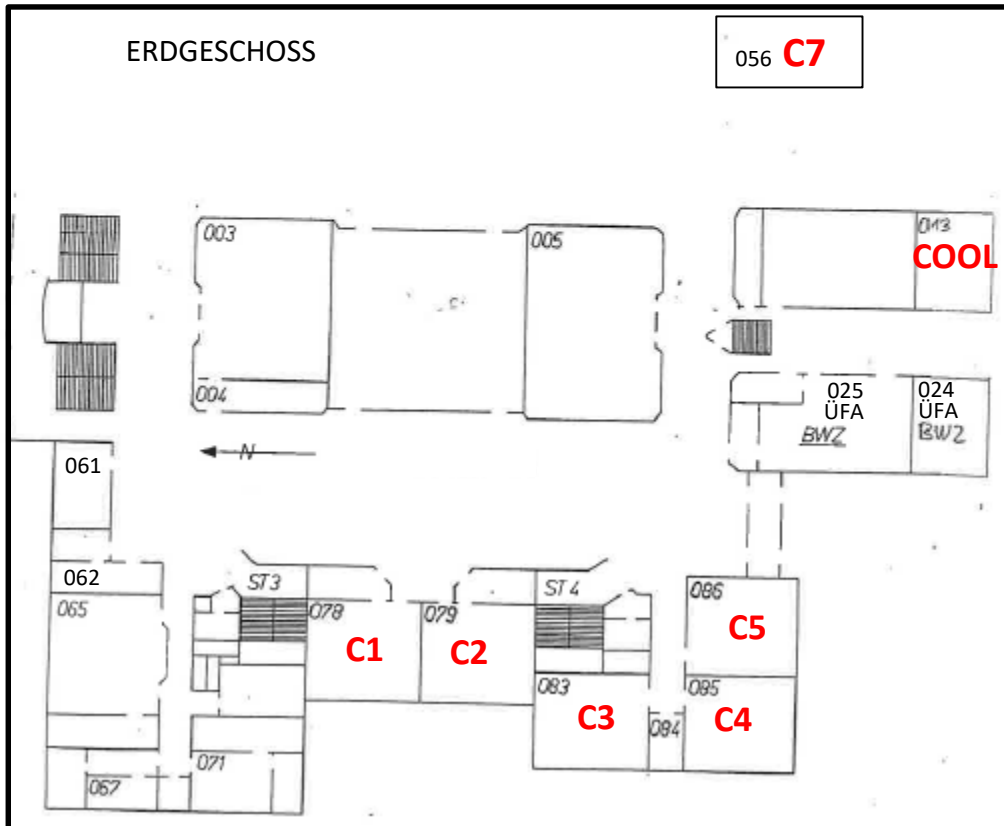 ERDGESCHOSS
056 C7
003
005
013
COOL
004
025
ÜFA
BWZ
024
ÜFA
BWZ
N
061
062
065
ST3
078
C1
079
C2
ST4
086
C5
083
C3
084
085
C4
071
067